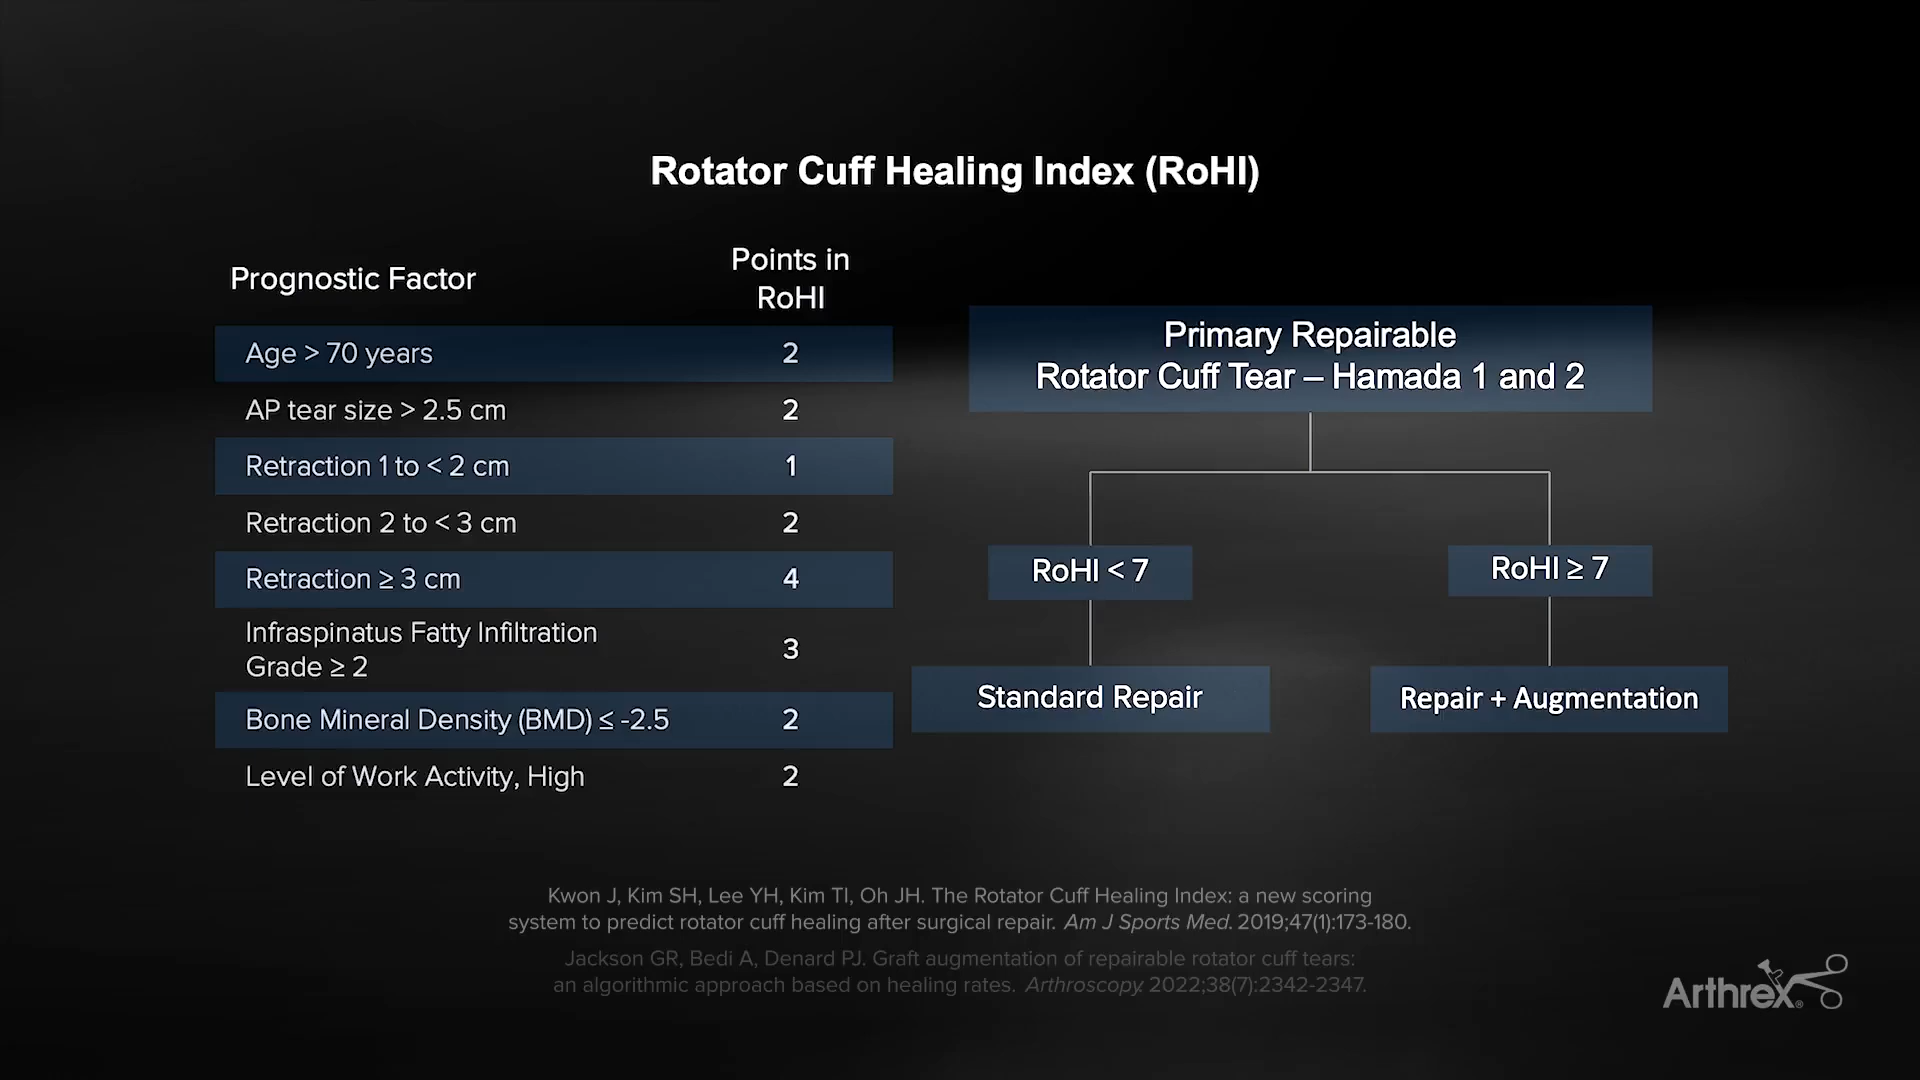 Rotator Cuff Healing Index (RoHI)
Prognostic Factor
Points in
RoHI
Age > 70 years 2
AP tear size > 2.5 cm 2
Retraction 1 to < 2 cm 1
Retraction 2 to < 3 cm 2
Retraction ≥ 3 cm 4
Infraspinatus Fatty Infiltration
Grade ≥ 2 3
Bone Mineral Density (BMD) ≤ -2.5 2
Level of Work Activity, High 2
Primary Repairable
Rotator Cuff Tear – Hamada 1 and 2
RoHI < 7
RoHI ≥ 7
Standard Repair
Repair + Augmentation
Kwon J, Kim SH, Lee YH, Kim TI, Oh JH. The Rotator Cuff Healing Index: a new scoring
system to predict rotator cuff healing after surgical repair. Am J Sports Med. 2019;47(1):173-180.
Jackson GR, Bedi A, Denard PJ. Graft augmentation of repairable rotator cuff tears:
an algorithmic approach based on healing rates. Arthroscopy. 2022;38(7):2342-2347.
Arthrex®